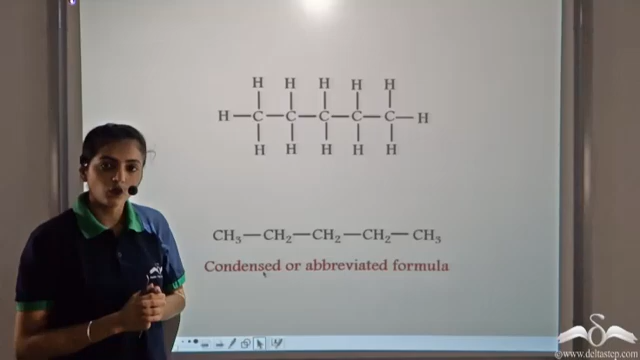 H H H H H
H—C—C—C—C—C—H
H H H H H
CH₃—CH₂—CH₂—CH₂—CH₃
Condensed or abbreviated formula
©www.deltastep.com